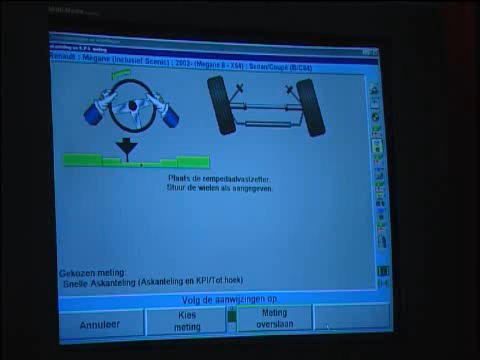 Renault : Megane (Inclusief Scenic) : 2002- (Megane II - X84) : Sedan/Coupé (B/C84)
Plaats de rempedaalvastzetter.
Stuur de wielen als aangegeven.
Gekozen meting:
Snelle Askanteling (Askanteling en KPI/Tot.hoek)
Volg de aanwijzingen op
Annuleer
Kies meting
Meting overslaan